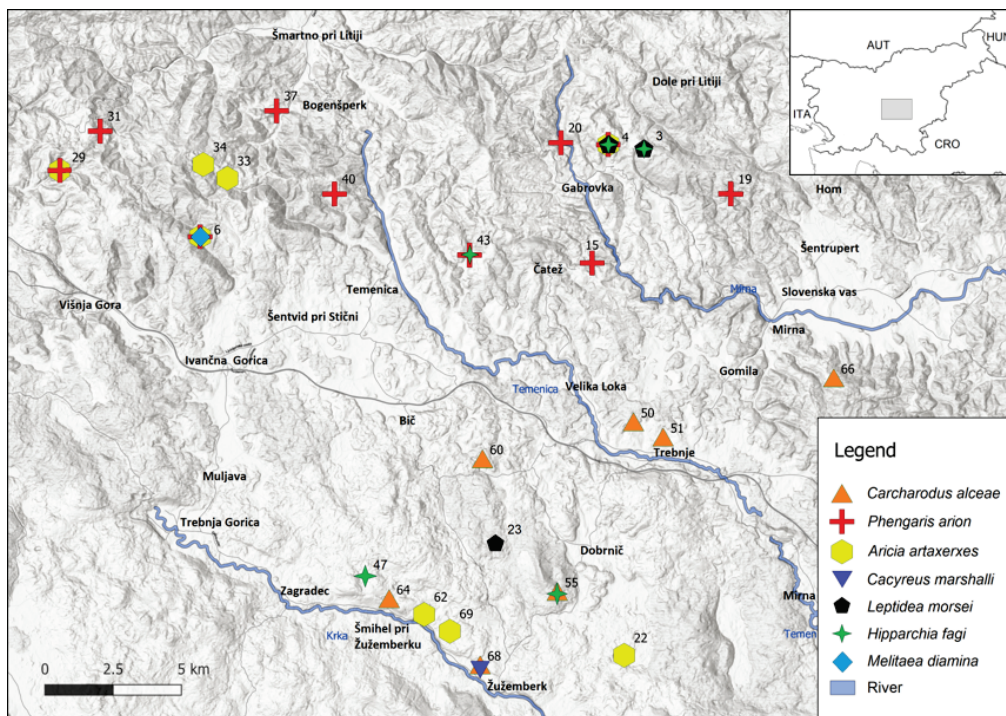 Šmartno pri Litiji
AUT
HUN
Dole pri Litiji
ITA
CRO
37
Bogenšperk
31
20
4
3
29
34
33
Gabrovka
40
19
Hom
6
43
15
Šentrupert
Čatež
Višnja Gora
Temenica
Mirna
Slovenska vas
Šentvid pri Stični
Mirna
Ivančna Gorica
Temenica
Velika Loka
Gomila
66
Bič
50
51
Trebnje
60
Muljava
Trebnja Gorica
23
Dobrnič
47
55
Zagradec
64
62
Mirna
Šmihel pri
Žužemberku
69
Krka
22
Temen
68
Žužemberk
0
2.5
5 km
Legend
Carcharodus alceae
Phengaris arion
Aricia artaxerxes
Cacyreus marshalli
Leptidea morsei
Hipparchia fagi
Melitaea diamina
River